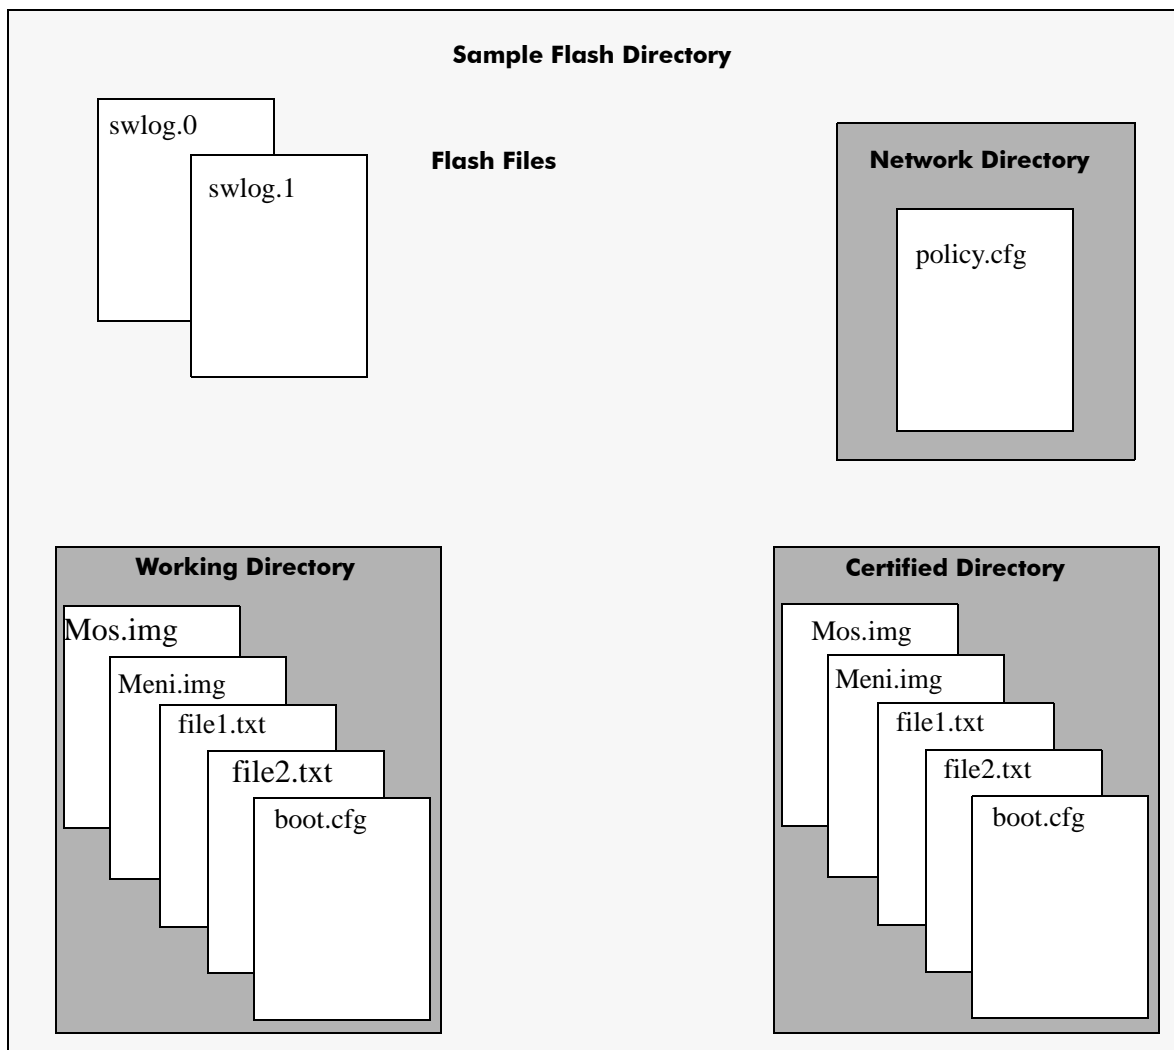 Sample Flash Directory
swlog.0
swlog.1
Flash Files
Network Directory
policy.cfg
Working Directory
Mos.img
Meni.img
file1.txt
file2.txt
boot.cfg
Certified Directory
Mos.img
Meni.img
file1.txt
file2.txt
boot.cfg